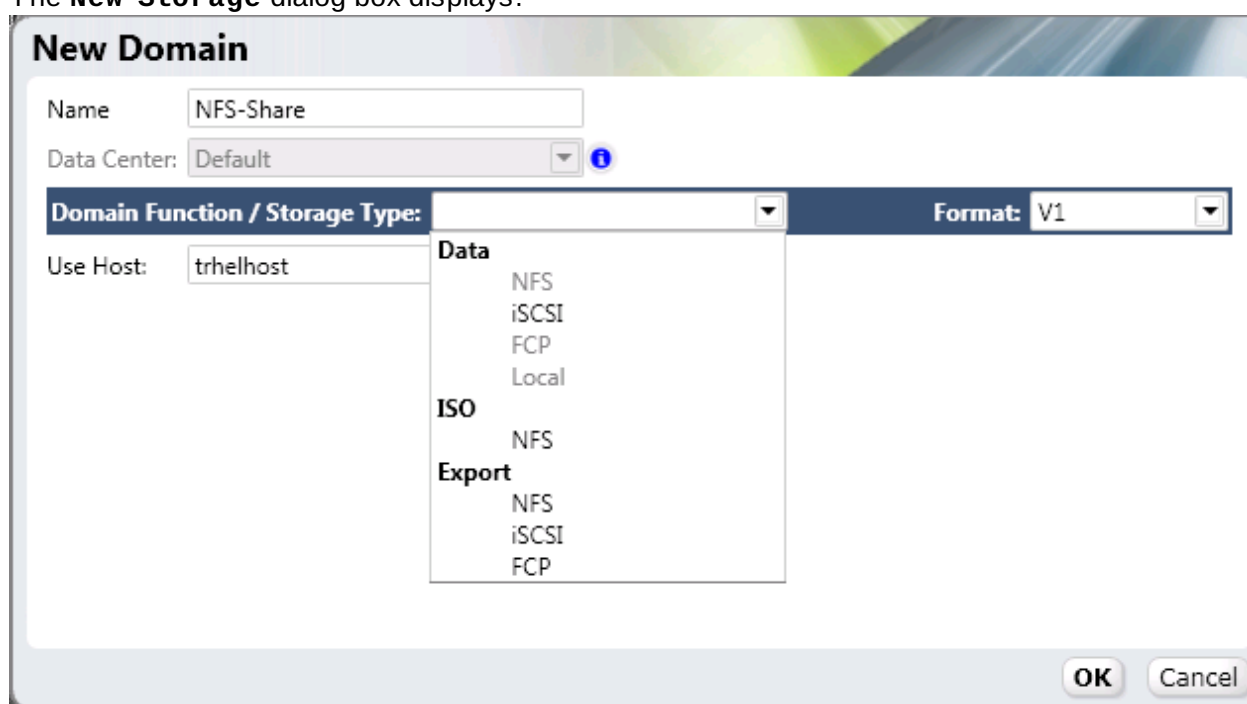 The New Storage dialog box displays.
New Domain
Name NFS-Share
Data Center: Default
Domain Function / Storage Type: Format: V1
Use Host: trhelhost
Data
NFS
iSCSI
FCP
Local
ISO
NFS
Export
NFS
iSCSI
FCP
OK Cancel